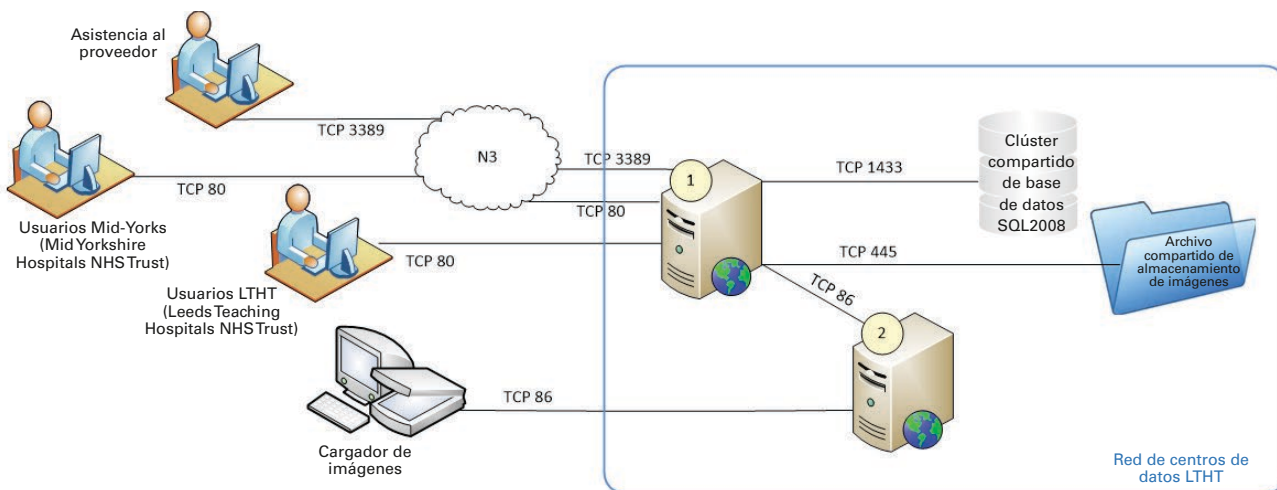 Asistencia al
proveedor
TCP 3389
N3
TCP 3389
TCP 80
TCP 80
Usuarios Mid-Yorks
(Mid Yorkshire
Hospitals NHS Trust)
TCP 80
Usuarios LTHT
(Leeds Teaching
Hospitals NHS Trust)
1
TCP 1433
Clúster
compartido
de base
de datos
SQL2008
TCP 445
Archivo
compartido de
almacenamiento
de imágenes
TCP 86
2
TCP 86
Cargador de
imágenes
Red de centros de
datos LTHT